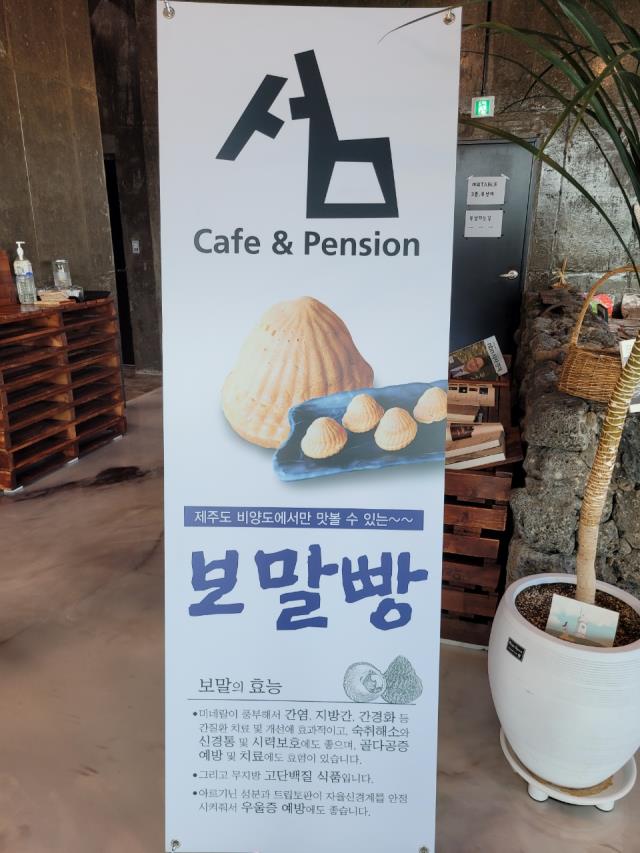 섬
Cafe & Pension
제주도 비양도에서만 맛볼 수 있는~~
보말빵
보말의 효능
•미네랄이 풍부해서 간염, 지방간, 간경화 등
간질환 치료 및 개선에 효과적이고, 숙취해소와
신경통 및 시력보호에도 좋으며, 골다공증
예방 및 치료에도 효험이 있습니다.
•그리고 무지방 고단백질 식품입니다.
•아르기닌 성분과 트립토판이 자율신경계를 안정
시켜줘서 우울증 예방에도 좋습니다.